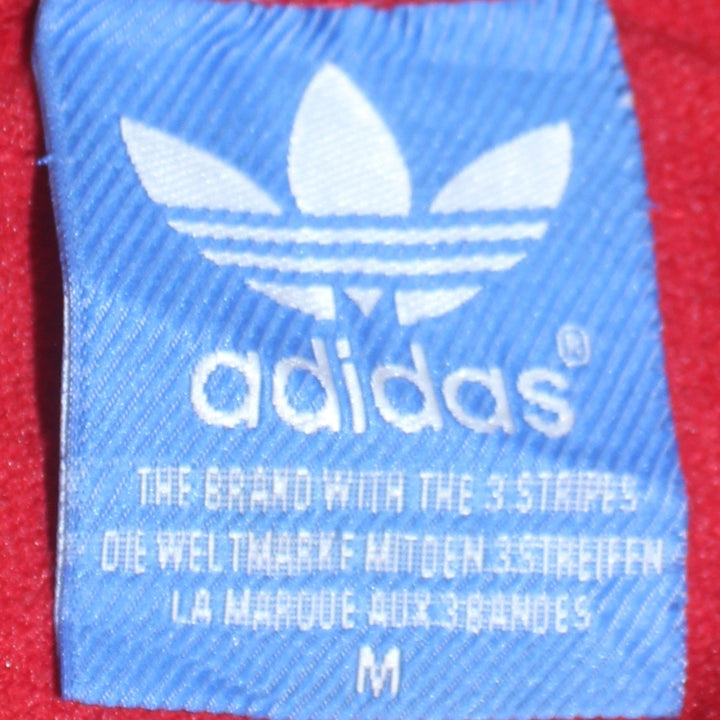 adidas ®
THE BRAND WITH THE 3.STRIPES
DIE WELTMARKE MIT DEN.3.STREIFEN
LA MARQUE AUX 3 BANDES
M